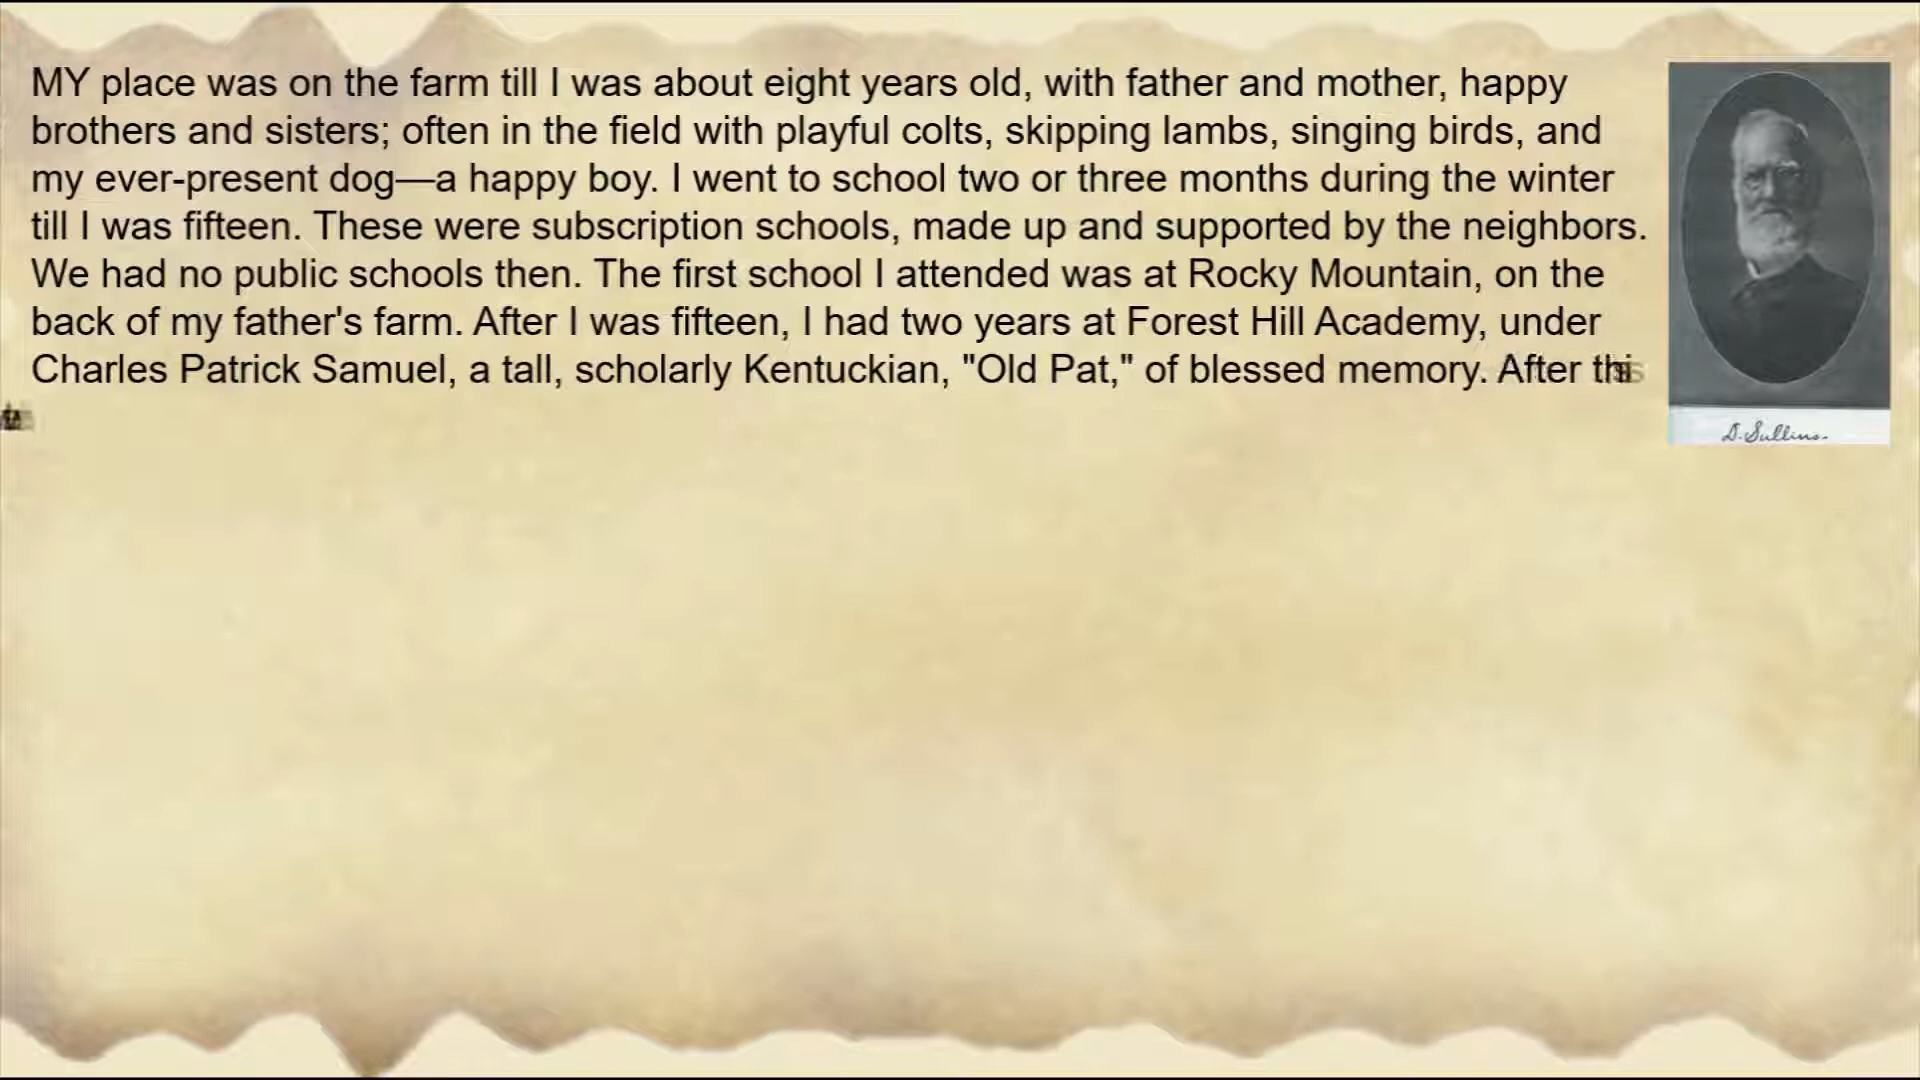 MY place was on the farm till I was about eight years old, with father and mother, happy
brothers and sisters; often in the field with playful colts, skipping lambs, singing birds, and
my ever-present dog—a happy boy. I went to school two or three months during the winter
till I was fifteen. These were subscription schools, made up and supported by the neighbors.
We had no public schools then. The first school I attended was at Rocky Mountain, on the
back of my father's farm. After I was fifteen, I had two years at Forest Hill Academy, under
Charles Patrick Samuel, a tall, scholarly Kentuckian, "Old Pat," of blessed memory. After
D. Sullins.